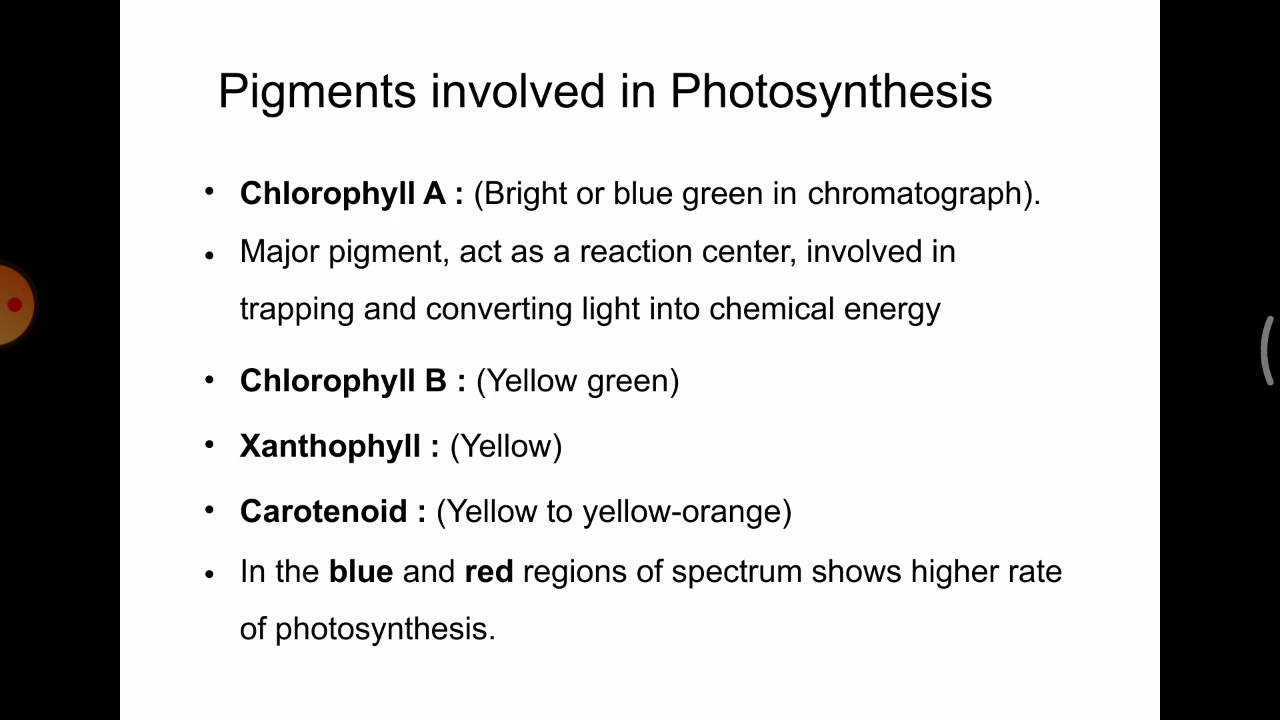 Pigments involved in Photosynthesis
• Chlorophyll A : (Bright or blue green in chromatograph).
• Major pigment, act as a reaction center, involved in
trapping and converting light into chemical energy
• Chlorophyll B : (Yellow green)
• Xanthophyll : (Yellow)
• Carotenoid : (Yellow to yellow-orange)
• In the blue and red regions of spectrum shows higher rate
of photosynthesis.